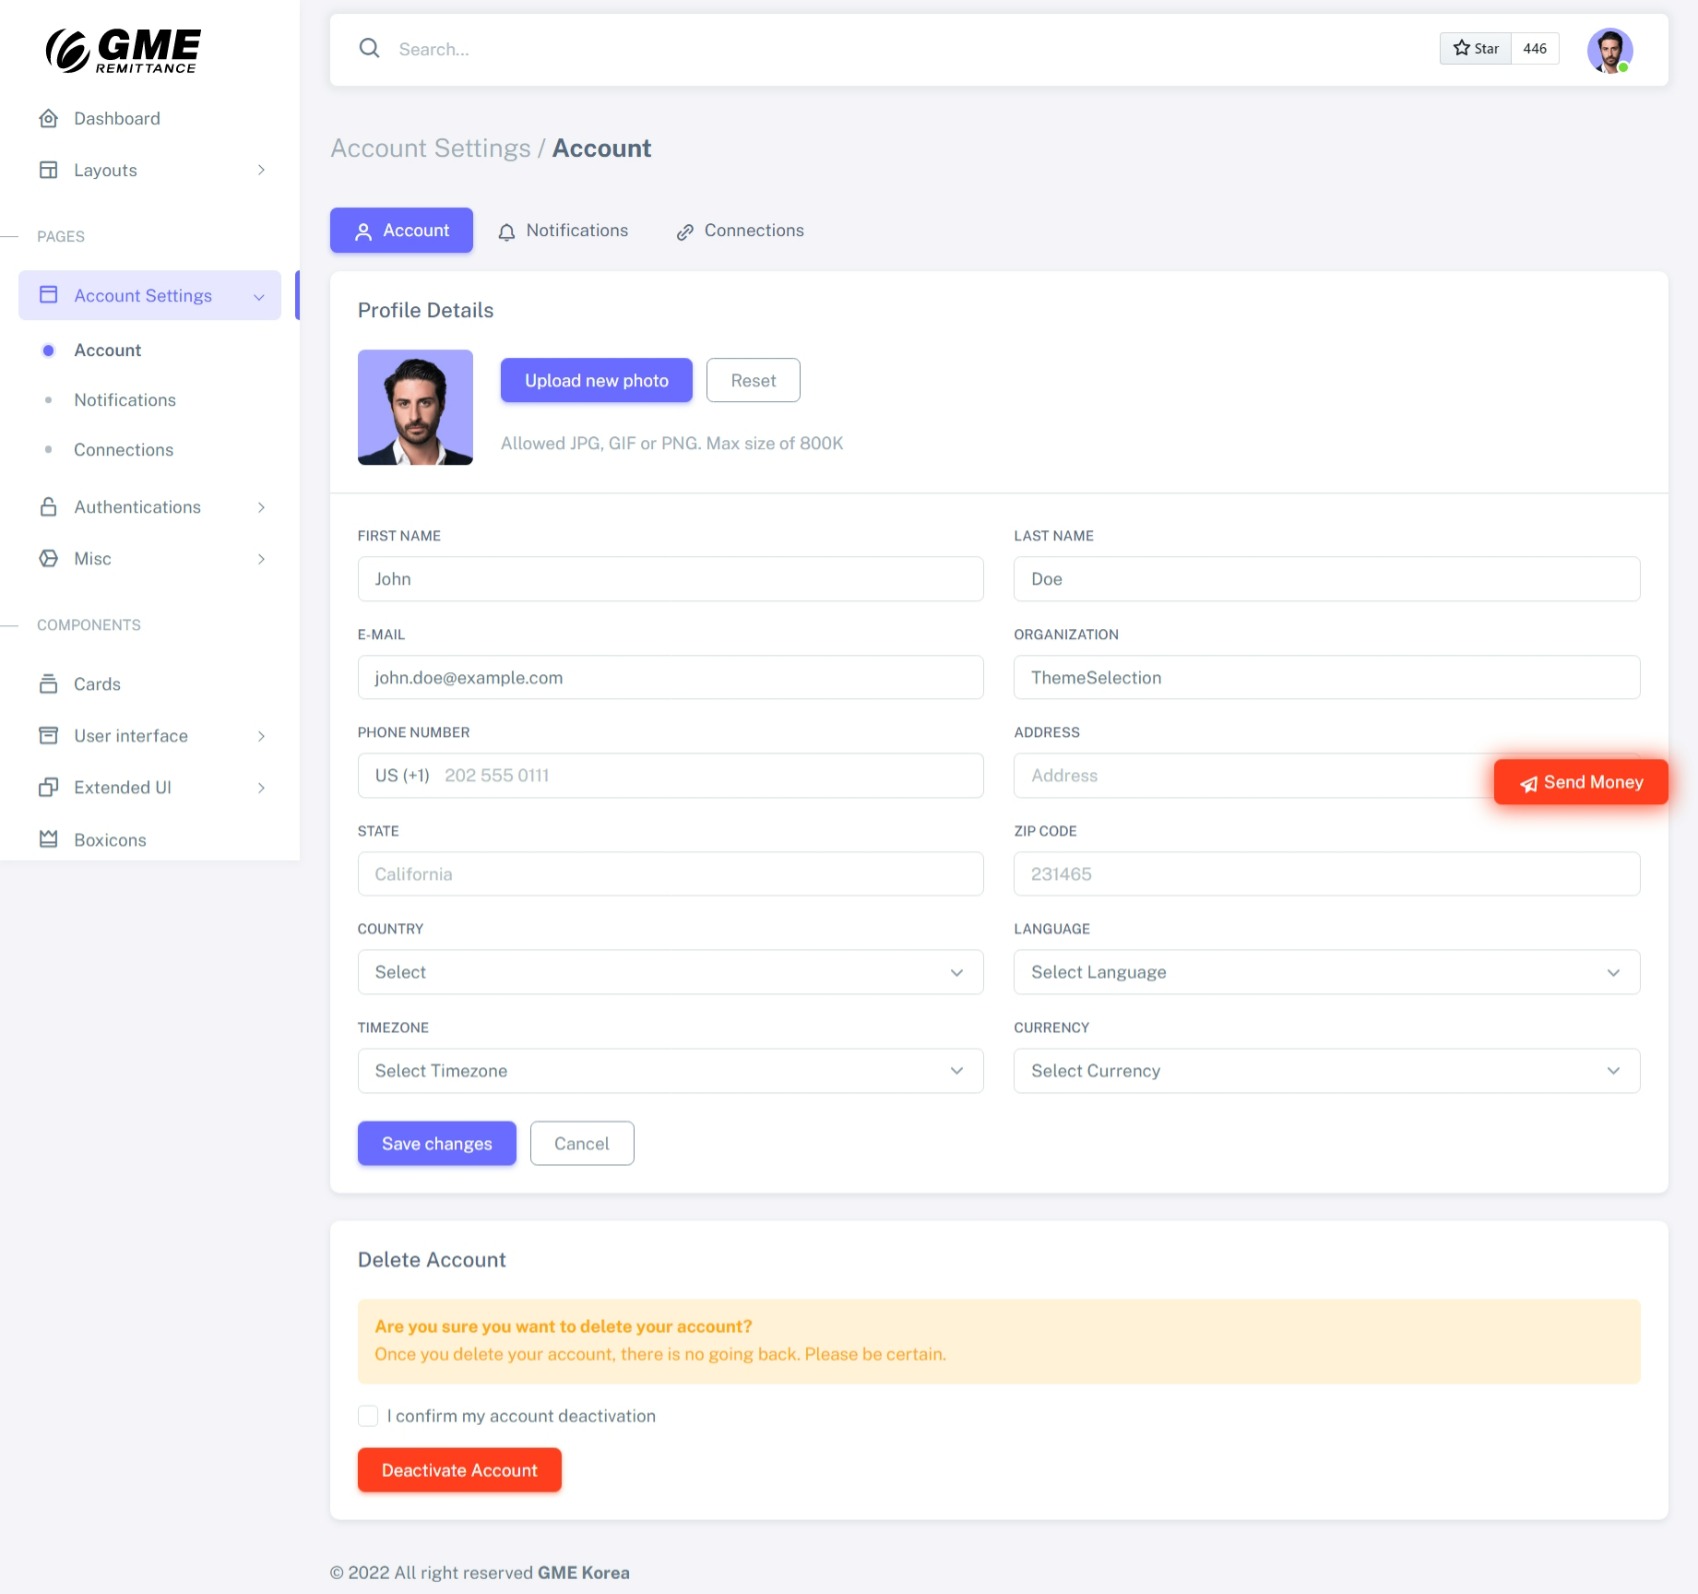 GME
REMITTANCE
Dashboard
Layouts
PAGES
Account Settings
Account
Notifications
Connections
Authentications
Misc
COMPONENTS
Cards
User interface
Extended UI
Boxicons
Search...
Star 446
Account Settings / Account
Account Notifications Connections
Profile Details
Upload new photo Reset
Allowed JPG, GIF or PNG. Max size of 800K
FIRST NAME LAST NAME
John Doe
E-MAIL ORGANIZATION
john.doe@example.com ThemeSelection
PHONE NUMBER ADDRESS
US (+1) 202 555 0111 Address
Send Money
STATE ZIP CODE
California 231465
COUNTRY LANGUAGE
Select Select Language
TIMEZONE CURRENCY
Select Timezone Select Currency
Save changes Cancel
Delete Account
Are you sure you want to delete your account?
Once you delete your account, there is no going back. Please be certain.
I confirm my account deactivation
Deactivate Account
© 2022 All right reserved GME Korea